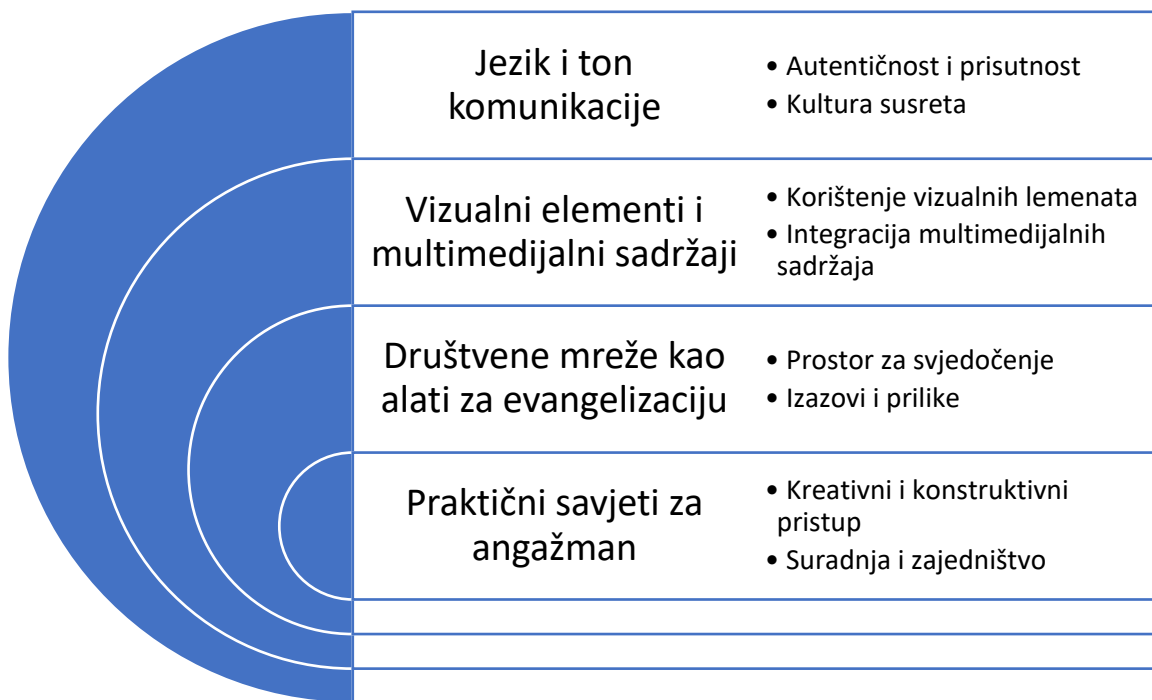 Jezik i ton
komunikacije
• Autentičnost i prisutnost
• Kultura susreta
Vizualni elementi i
multimedijalni sadržaji
• Korištenje vizualnih lemenata
• Integracija multimedijalnih
sadržaja
Društvene mreže kao
alati za evangelizaciju
• Prostor za svjedočenje
• Izazovi i prilike
Praktični savjeti za
angažman
• Kreativni i konstruktivni
pristup
• Suradnja i zajedništvo